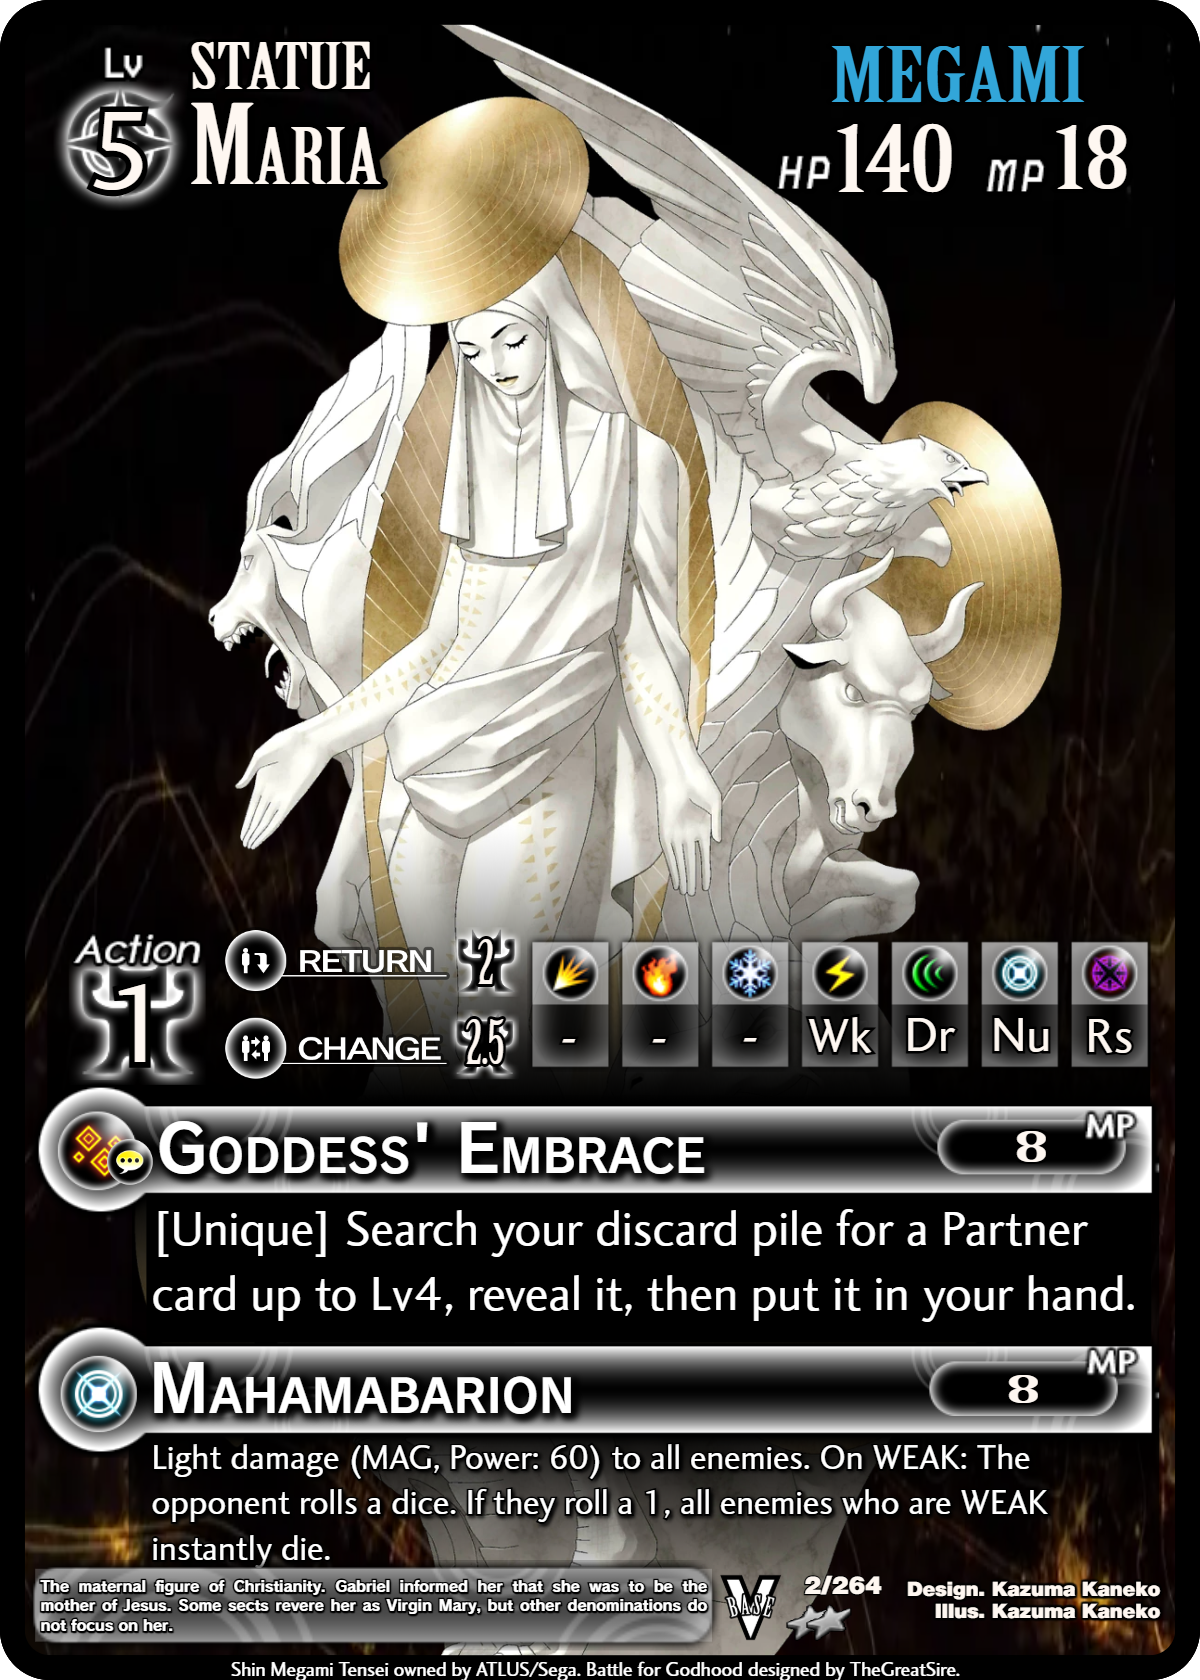 Lv
5
STATUE
MARIA
MEGAMI
HP 140 MP 18
Action
1
RETURN 2
CHANGE 2.5
- - - Wk Dr Nu Rs
GODDESS' EMBRACE
8 MP
[Unique] Search your discard pile for a Partner
card up to Lv4, reveal it, then put it in your hand.
MAHAMABARION
8 MP
Light damage (MAG, Power: 60) to all enemies. On WEAK: The
opponent rolls a dice. If they roll a 1, all enemies who are WEAK
instantly die.
The maternal figure of Christianity. Gabriel informed her that she was to be the
mother of Jesus. Some sects revere her as Virgin Mary, but other denominations do
not focus on her.
V
BASE
2/264
Design. Kazuma Kaneko
Illus. Kazuma Kaneko
Shin Megami Tensei owned by ATLUS/Sega. Battle for Godhood designed by TheGreatSire.